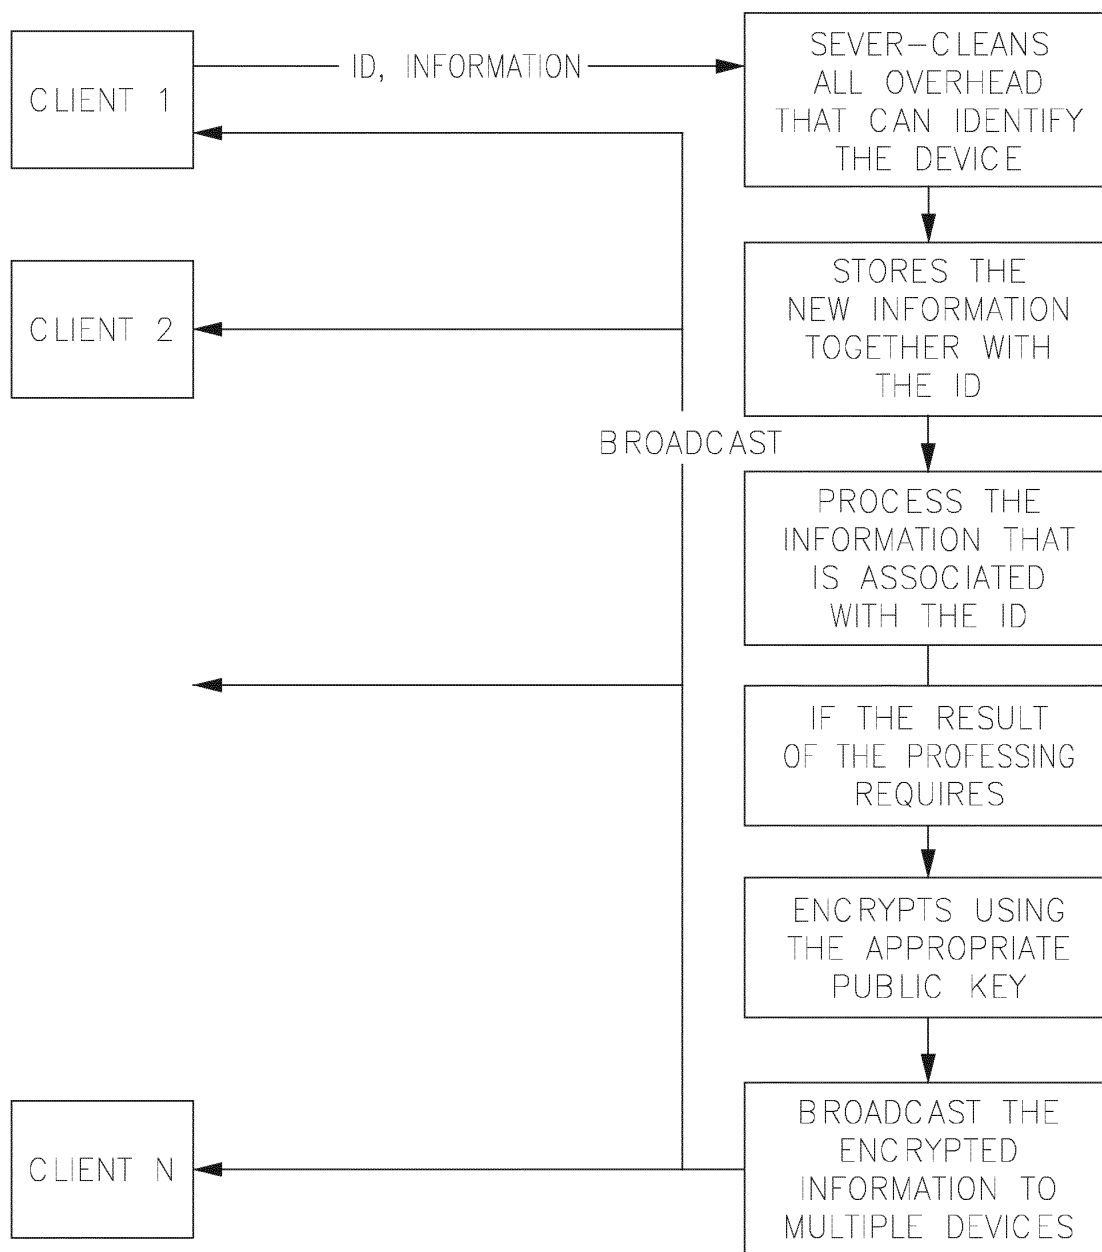 CLIENT 1
ID, INFORMATION
SEVER-CLEANS
ALL OVERHEAD
THAT CAN IDENTIFY
THE DEVICE
CLIENT 2
STORES THE
NEW INFORMATION
TOGETHER WITH
THE ID
BROADCAST
PROCESS THE
INFORMATION THAT
IS ASSOCIATED
WITH THE ID
IF THE RESULT
OF THE PROFESSING
REQUIRES
ENCRYPTS USING
THE APPROPRIATE
PUBLIC KEY
CLIENT N
BROADCAST THE
ENCRYPTED
INFORMATION TO
MULTIPLE DEVICES